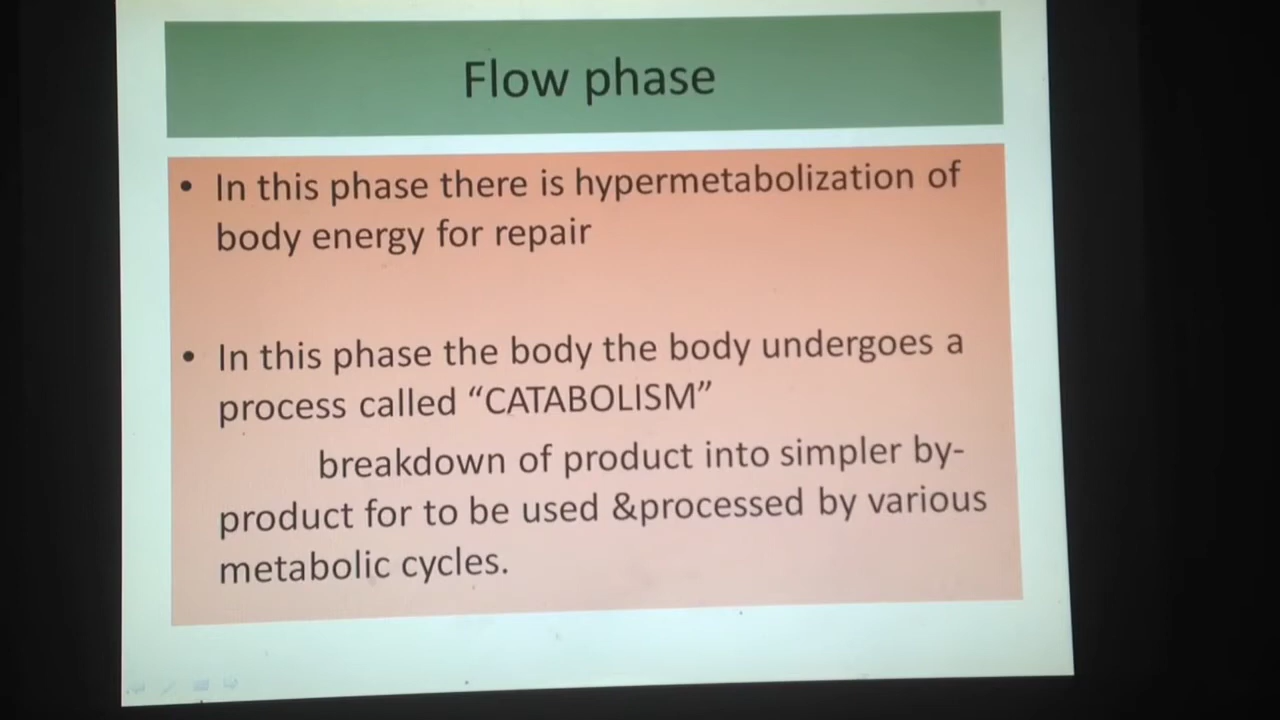 Flow phase
• In this phase there is hypermetabolization of
body energy for repair
• In this phase the body the body undergoes a
process called “CATABOLISM”
breakdown of product into simpler by-
product for to be used &processed by various
metabolic cycles.